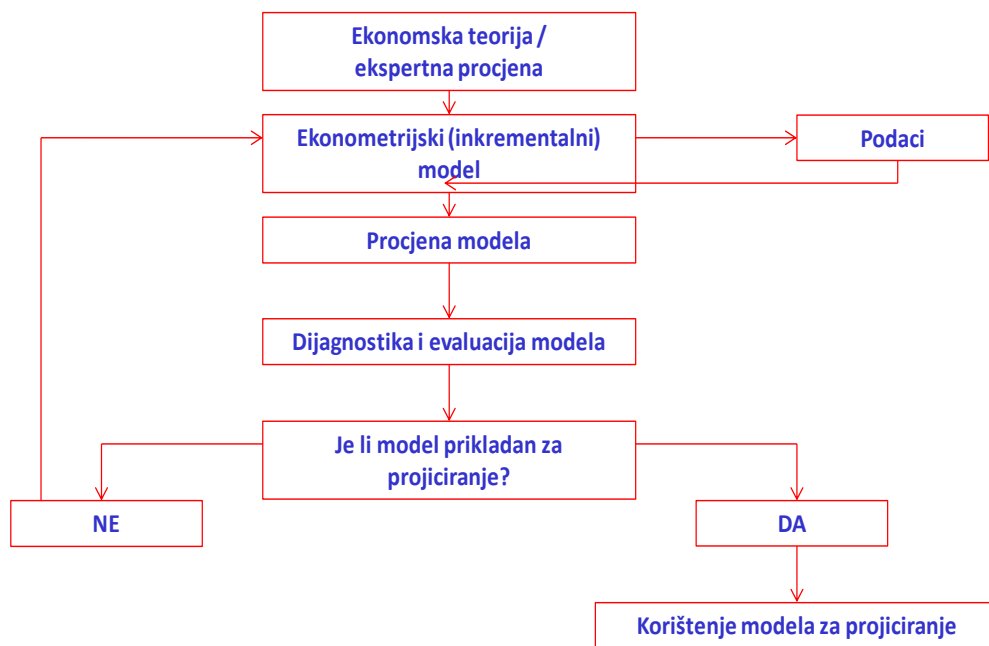 Ekonomska teorija /
ekspertna procjena
Ekonometrijski (inkrementalni)
model
Podaci
Procjena modela
Dijagnostika i evaluacija modela
Je li model prikladan za
projiciranje?
NE
DA
Korištenje modela za projiciranje